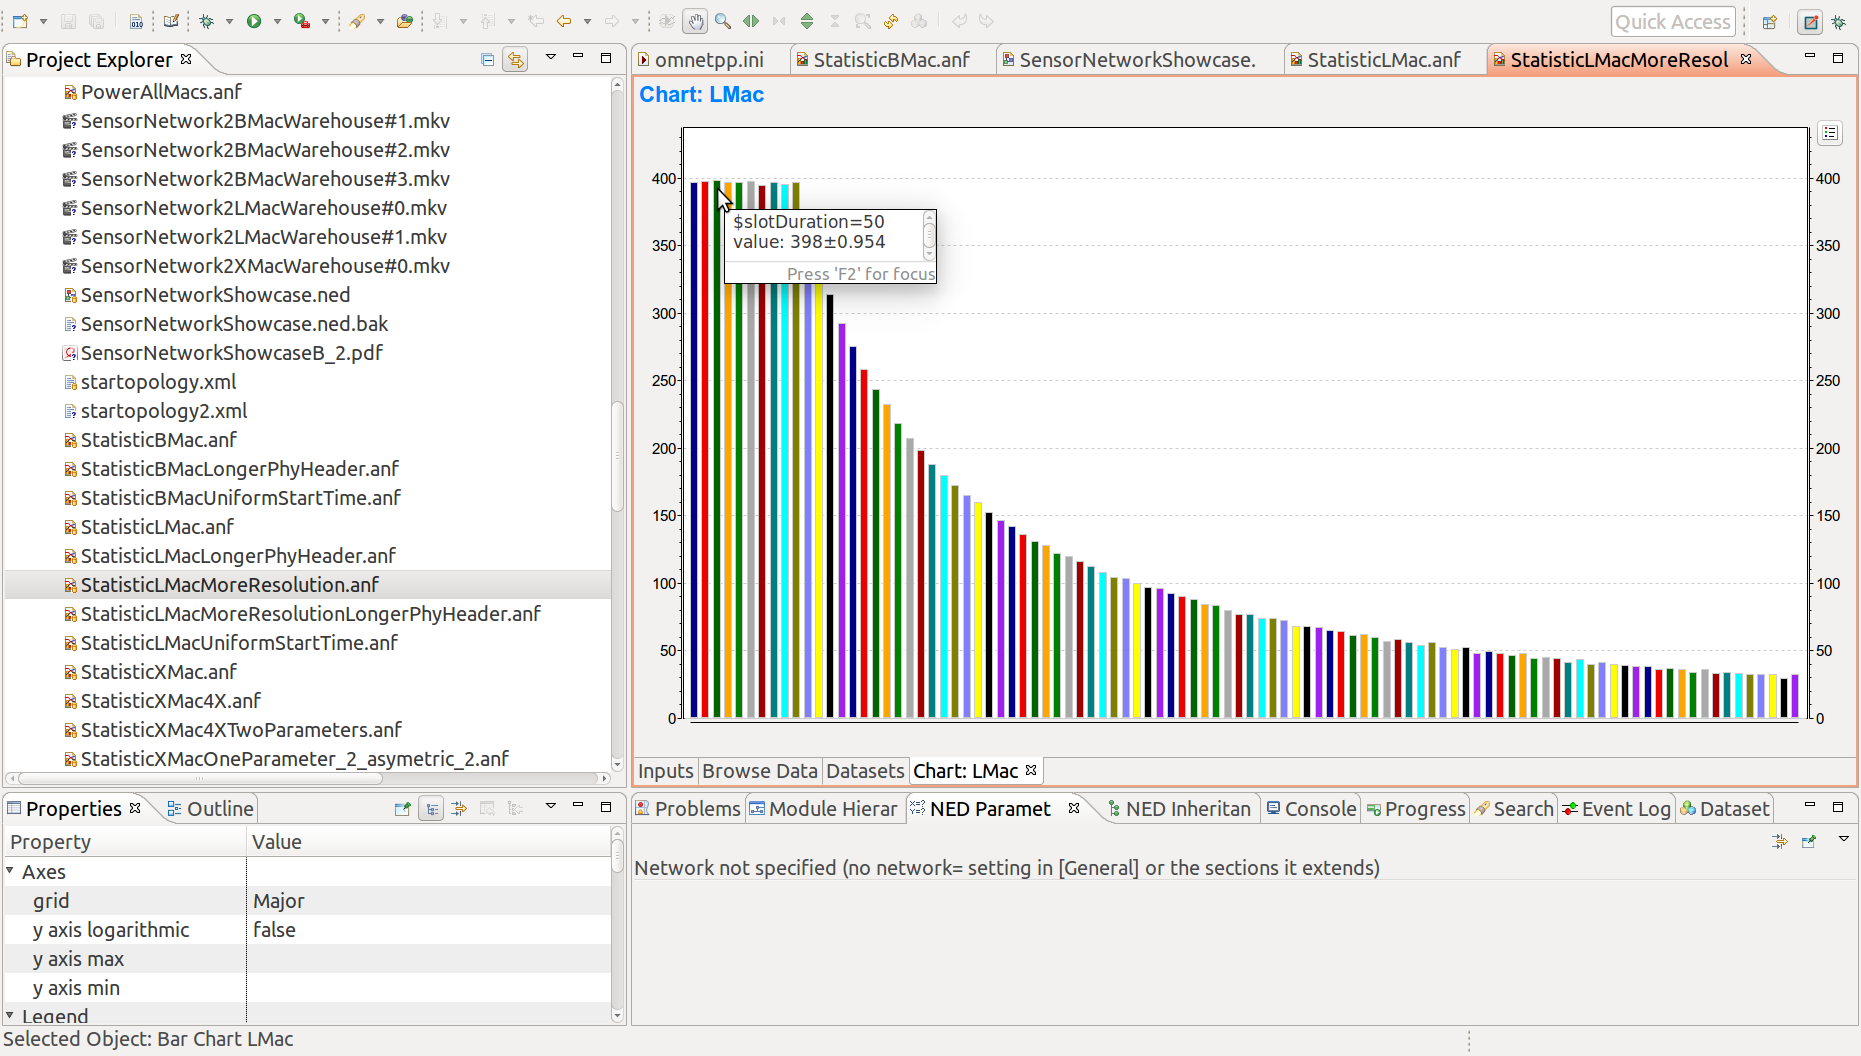 Quick Access
Project Explorer
omnetpp.ini
StatisticBMac.anf
SensorNetworkShowcase.
StatisticLMac.anf
StatisticLMacMoreResol
PowerAllMacs.anf
SensorNetwork2BMacWarehouse#1.mkv
SensorNetwork2BMacWarehouse#2.mkv
SensorNetwork2BMacWarehouse#3.mkv
SensorNetwork2LMacWarehouse#0.mkv
SensorNetwork2LMacWarehouse#1.mkv
SensorNetwork2XMacWarehouse#0.mkv
SensorNetworkShowcase.ned
SensorNetworkShowcase.ned.bak
SensorNetworkShowcaseB_2.pdf
startopology.xml
startopology2.xml
StatisticBMac.anf
StatisticBMacLongerPhyHeader.anf
StatisticBMacUniformStartTime.anf
StatisticLMac.anf
StatisticLMacLongerPhyHeader.anf
StatisticLMacMoreResolution.anf
StatisticLMacMoreResolutionLongerPhyHeader.anf
StatisticLMacUniformStartTime.anf
StatisticXMac.anf
StatisticXMac4X.anf
StatisticXMac4XTwoParameters.anf
StatisticXMacOneParameter_2_asymetric_2.anf
Chart: LMac
400 400
350 350
300 300
250 250
200 200
150 150
100 100
50 50
0 0
$slotDuration=50
value: 398±0.954
Press 'F2' for focus
Inputs
Browse Data
Datasets
Chart: LMac
Properties
Outline
Property Value
Axes
grid Major
y axis logarithmic false
y axis max
y axis min
Legend
Problems
Module Hierar
NED Paramet
NED Inheritan
Console
Progress
Search
Event Log
Dataset
Network not specified (no network= setting in [General] or the sections it extends)
Selected Object: Bar Chart LMac